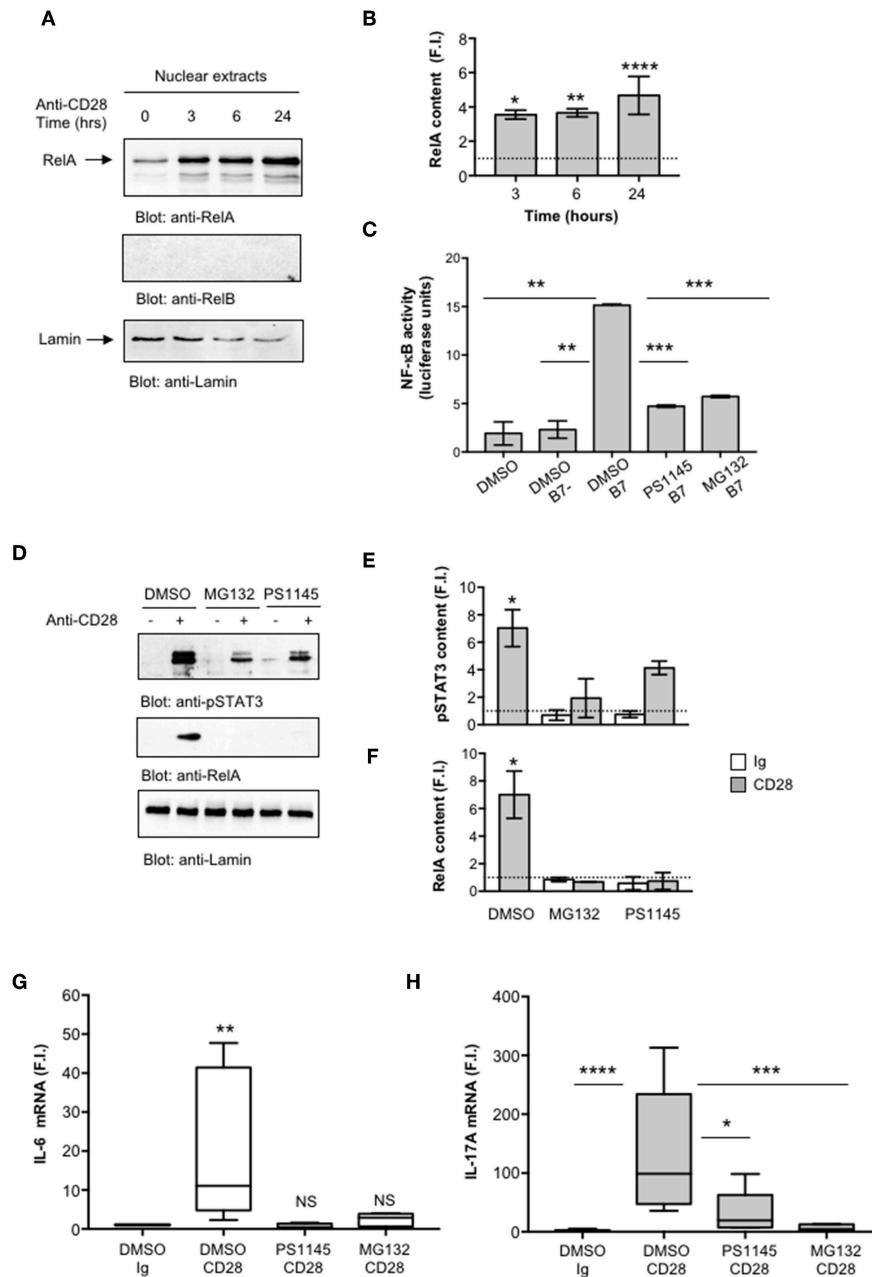 A
Nuclear extracts
Anti-CD28
Time (hrs)
0 3 6 24
RelA
Blot: anti-RelA
Blot: anti-RelB
Lamin
Blot: anti-Lamin
B
RelA content (F.I.)
8
6
4
2
0
* ** ****
3 6 24
Time (hours)
C
NF-κB activity
(luciferase units)
20
15
10
5
0
** ***
** ***
DMSO
DMSO
B7-
DMSO
B7
PS1145
B7
MG132
B7
D
DMSO MG132 PS1145
Anti-CD28 - + - + - +
Blot: anti-pSTAT3
Blot: anti-RelA
Blot: anti-Lamin
E
pSTAT3 content (F.I.)
10
8
6
4
2
0
*
F
RelA content (F.I.)
10
8
6
4
2
0
*
DMSO MG132 PS1145
Ig
CD28
G
IL-6 mRNA (F.I.)
60
50
40
30
20
10
0
**
NS NS
DMSO
Ig
DMSO
CD28
PS1145
CD28
MG132
CD28
H
IL-17A mRNA (F.I.)
400
300
200
100
0
**** ***
*
DMSO
Ig
DMSO
CD28
PS1145
CD28
MG132
CD28